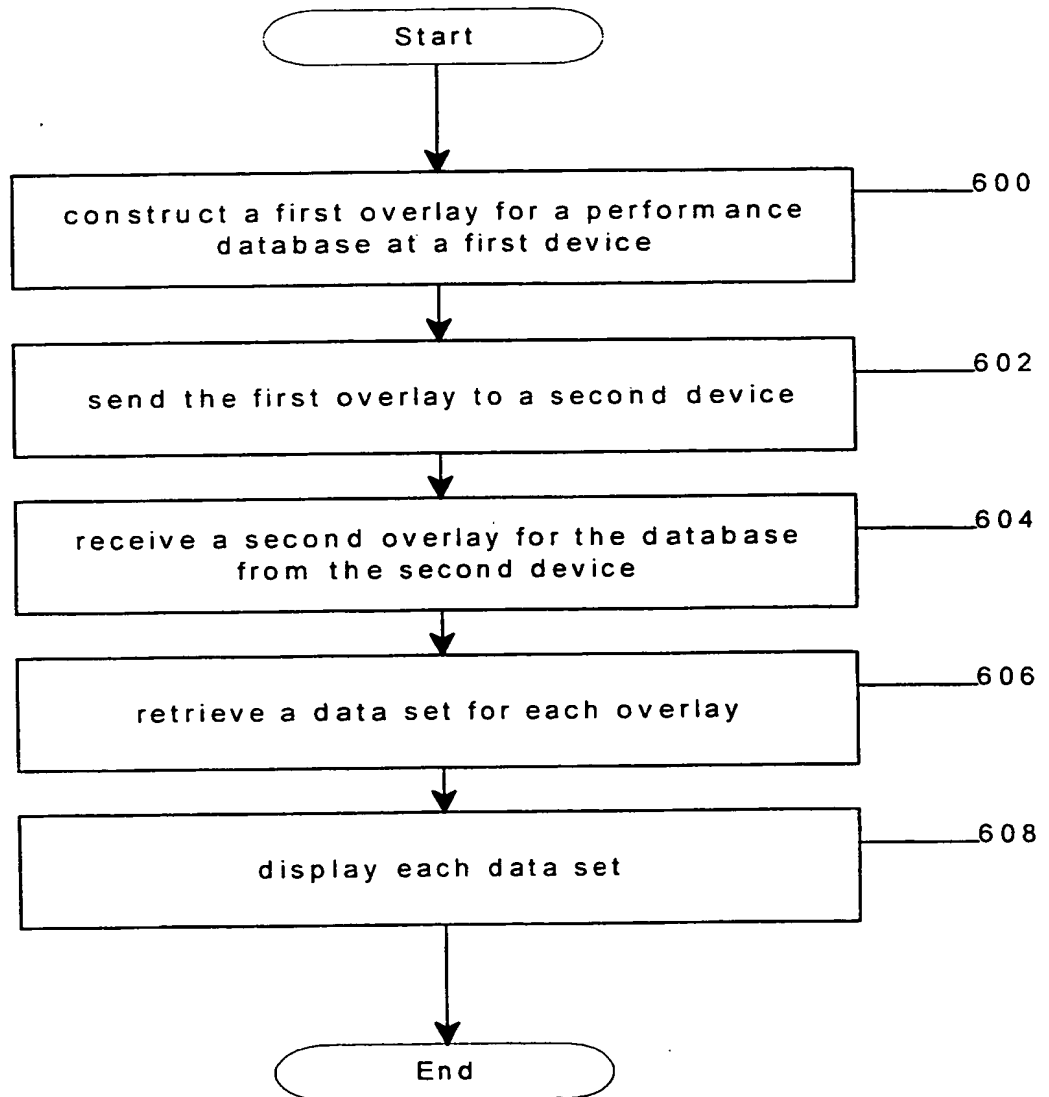 Start
600
construct a first overlay for a performance
database at a first device
602
send the first overlay to a second device
604
receive a second overlay for the database
from the second device
606
retrieve a data set for each overlay
608
display each data set
End